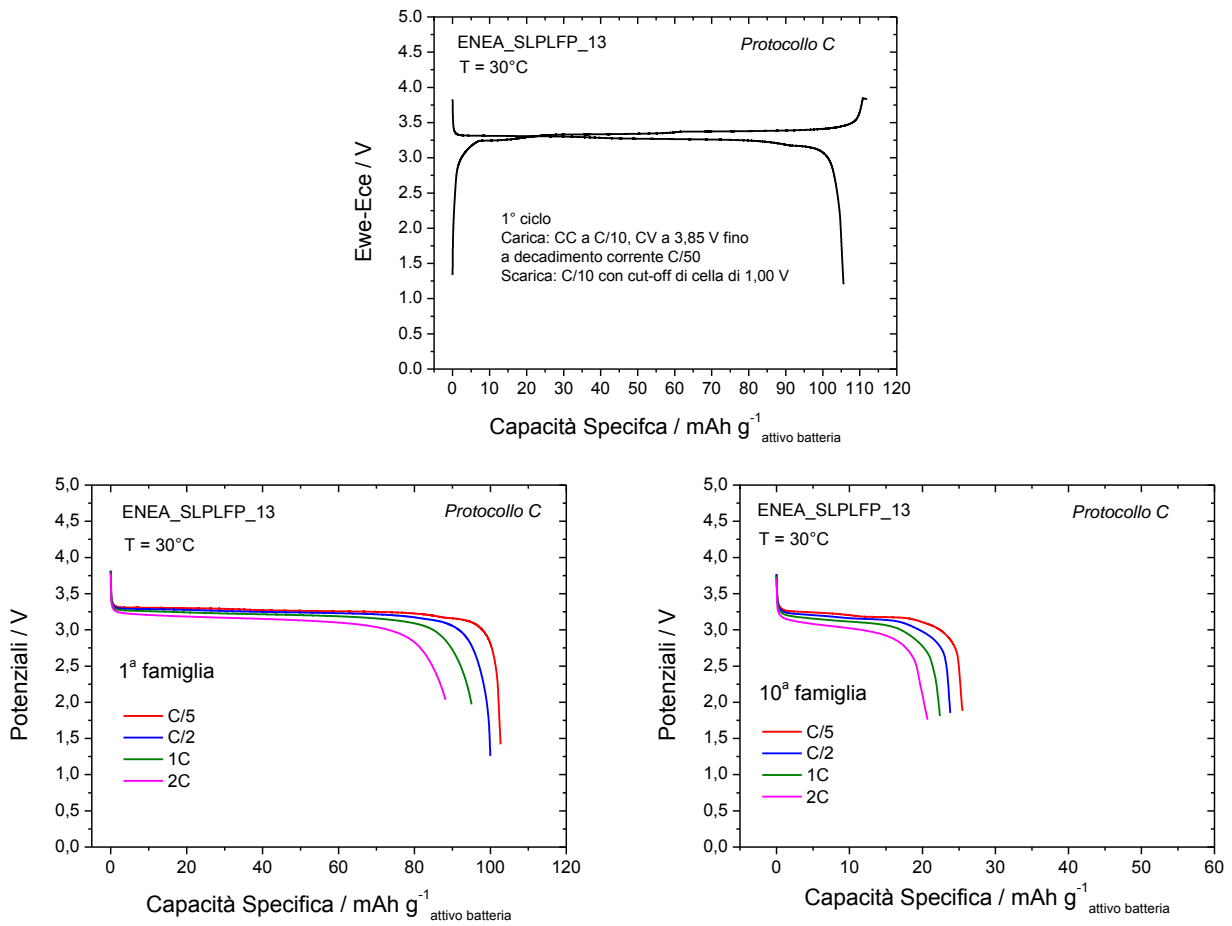 5.0
4.5
4.0
3.5
3.0
2.5
2.0
1.5
1.0
0.5
0.0
Ewe-Ece / V
ENEA_SLPLFP_13
Protocollo C
T = 30°C
1° ciclo
Carica: CC a C/10, CV a 3,85 V fino
a decadimento corrente C/50
Scarica: C/10 con cut-off di cella di 1,00 V
0 10 20 30 40 50 60 70 80 90 100 110 120
Capacità Specifca / mAh g-1 attivo batteria
5,0
4,5
4,0
3,5
3,0
2,5
2,0
1,5
1,0
0,5
0,0
Potenziali / V
ENEA_SLPLFP_13
Protocollo C
T = 30°C
1a famiglia
C/5
C/2
1C
2C
0 20 40 60 80 100 120
Capacità Specifica / mAh g-1 attivo batteria
5,0
4,5
4,0
3,5
3,0
2,5
2,0
1,5
1,0
0,5
0,0
Potenziali / V
ENEA_SLPLFP_13
Protocollo C
T = 30°C
10a famiglia
C/5
C/2
1C
2C
0 10 20 30 40 50 60
Capacità Specifica / mAh g-1 attivo batteria